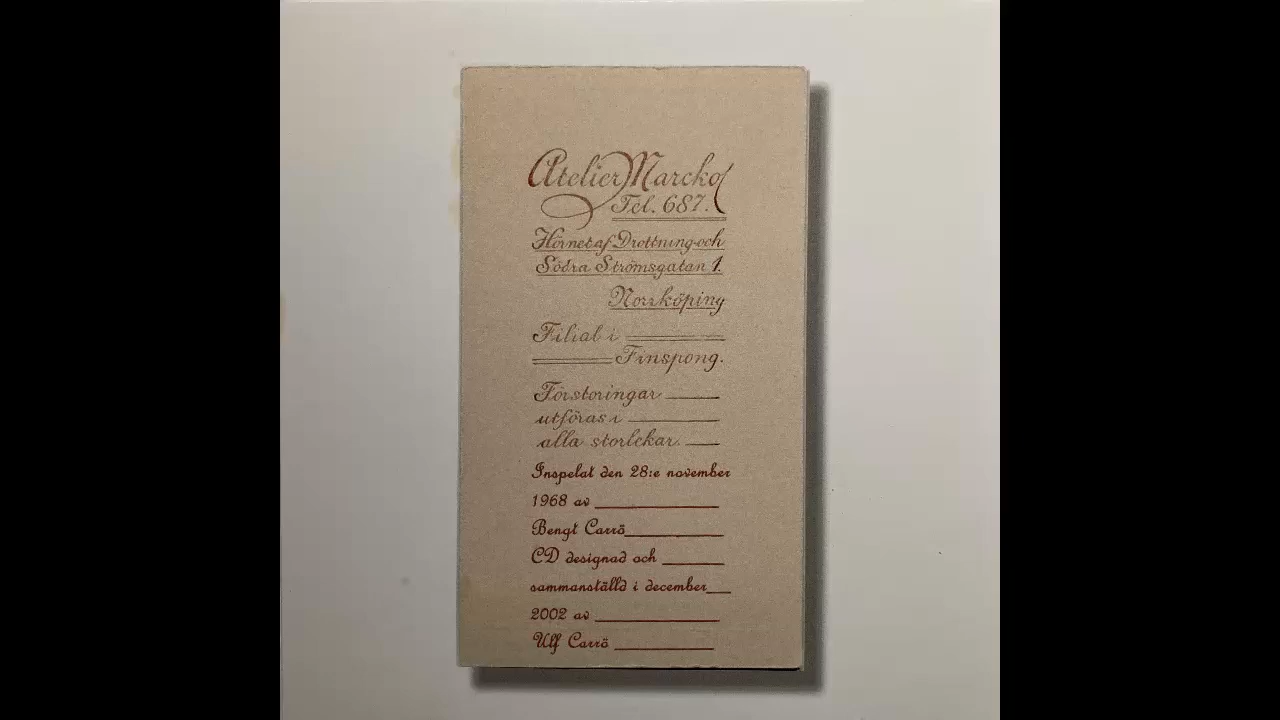 Atelier Marcko
Tel. 687.
Hörnet af Drottning-och
Södra Strömsgatan 1.
Norrköping
Filial i
Finspong.
Förstoringar
utföras i
alla storlekar.
Inspelat den 28:e november
1968 av
Bengt Carrö
CD designad och
sammanställd i december
2002 av
Ulf Carrö